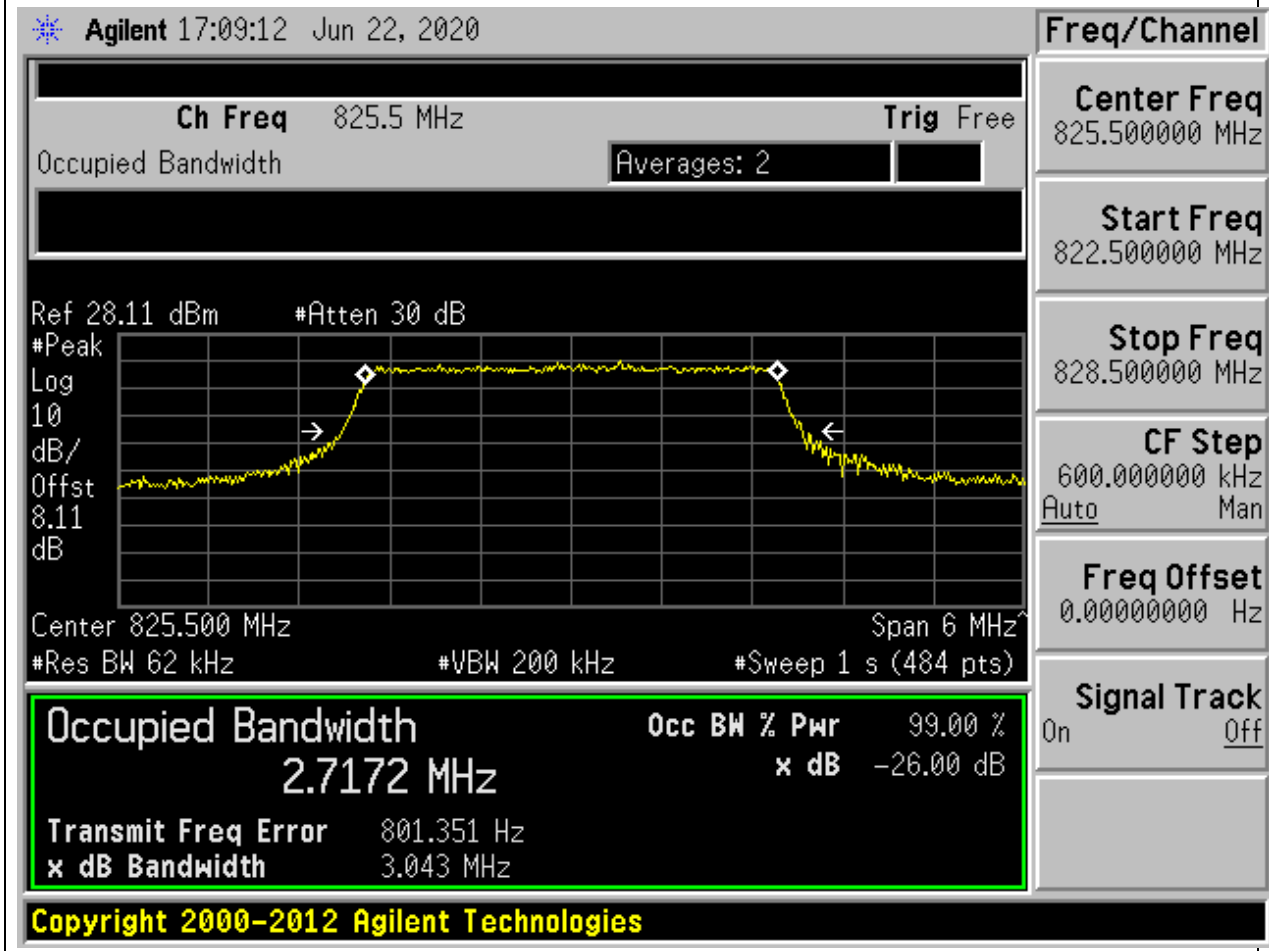 Agilent 17:09:12 Jun 22, 2020
Freq/Channel
Ch Freq 825.5 MHz Trig Free
Occupied Bandwidth Averages: 2
Ref 28.11 dBm #Atten 30 dB
#Peak
Log
10
dB/
Offst
8.11
dB
Center 825.500 MHz Span 6 MHz^
#Res BW 62 kHz #VBW 200 kHz #Sweep 1 s (484 pts)
Occupied Bandwidth Occ BW % Pwr 99.00 %
2.7172 MHz x dB -26.00 dB
Transmit Freq Error 801.351 Hz
x dB Bandwidth 3.043 MHz
Copyright 2000-2012 Agilent Technologies
Center Freq
825.500000 MHz
Start Freq
822.500000 MHz
Stop Freq
828.500000 MHz
CF Step
600.000000 kHz
Auto Man
Freq Offset
0.00000000 Hz
Signal Track
On Off